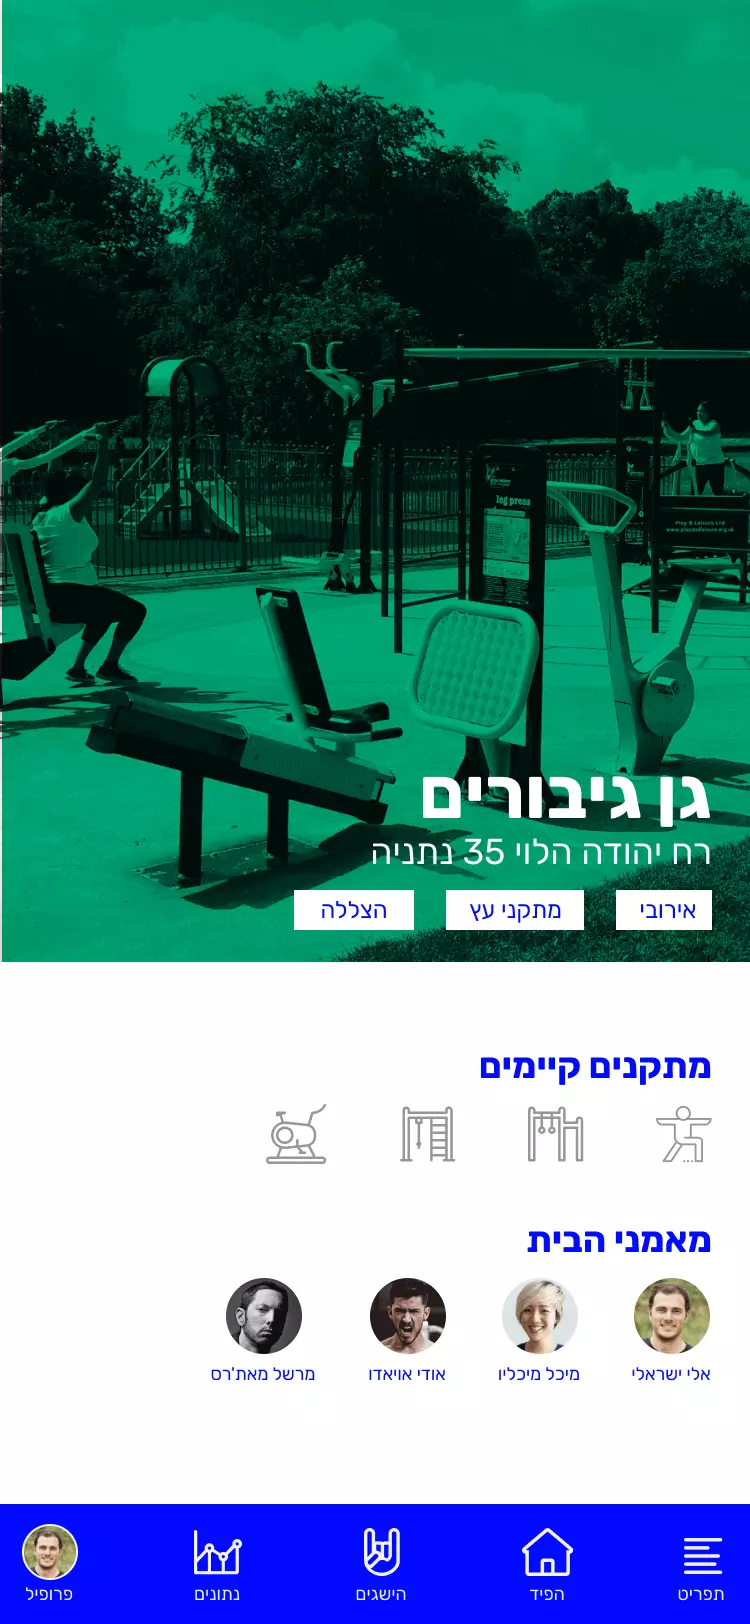 leg press
Play & Leisure Ltd
www.playandleisure.org.uk
גן גיבורים
רח יהודה הלוי 35 נתניה
אירובי
מתקני עץ
הצללה
מתקנים קיימים
מאמני הבית
אלי ישראלי
מיכל מיכליו
אודי אויאדו
מרשל מאת'רס
תפריט
הפיד
הישגים
נתונים
פרופיל